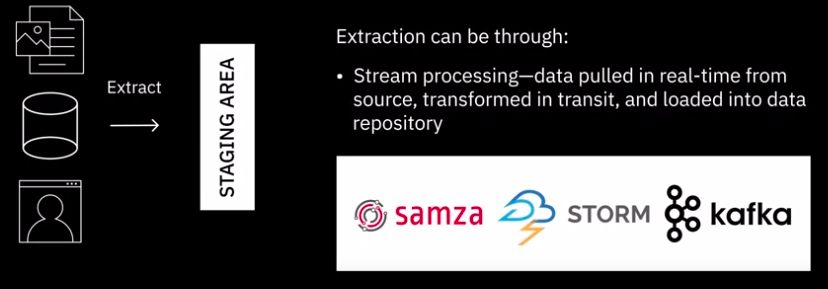 Extract
STAGING AREA
Extraction can be through:
• Stream processing—data pulled in real-time from
source, transformed in transit, and loaded into data
repository
samza
STORM
kafka